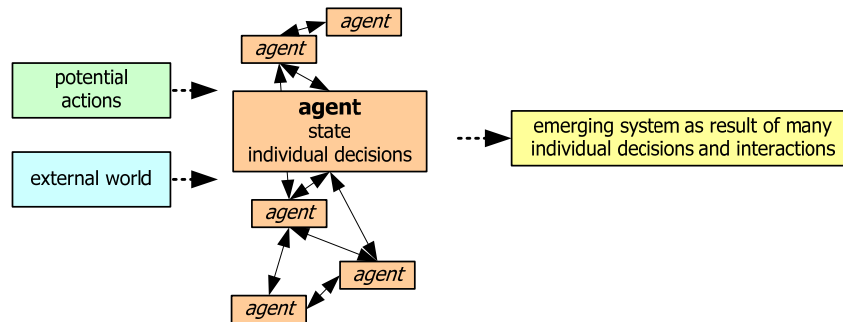 agent
agent
potential
actions
agent
state
individual decisions
emerging system as result of many
individual decisions and interactions
external world
agent
agent
agent